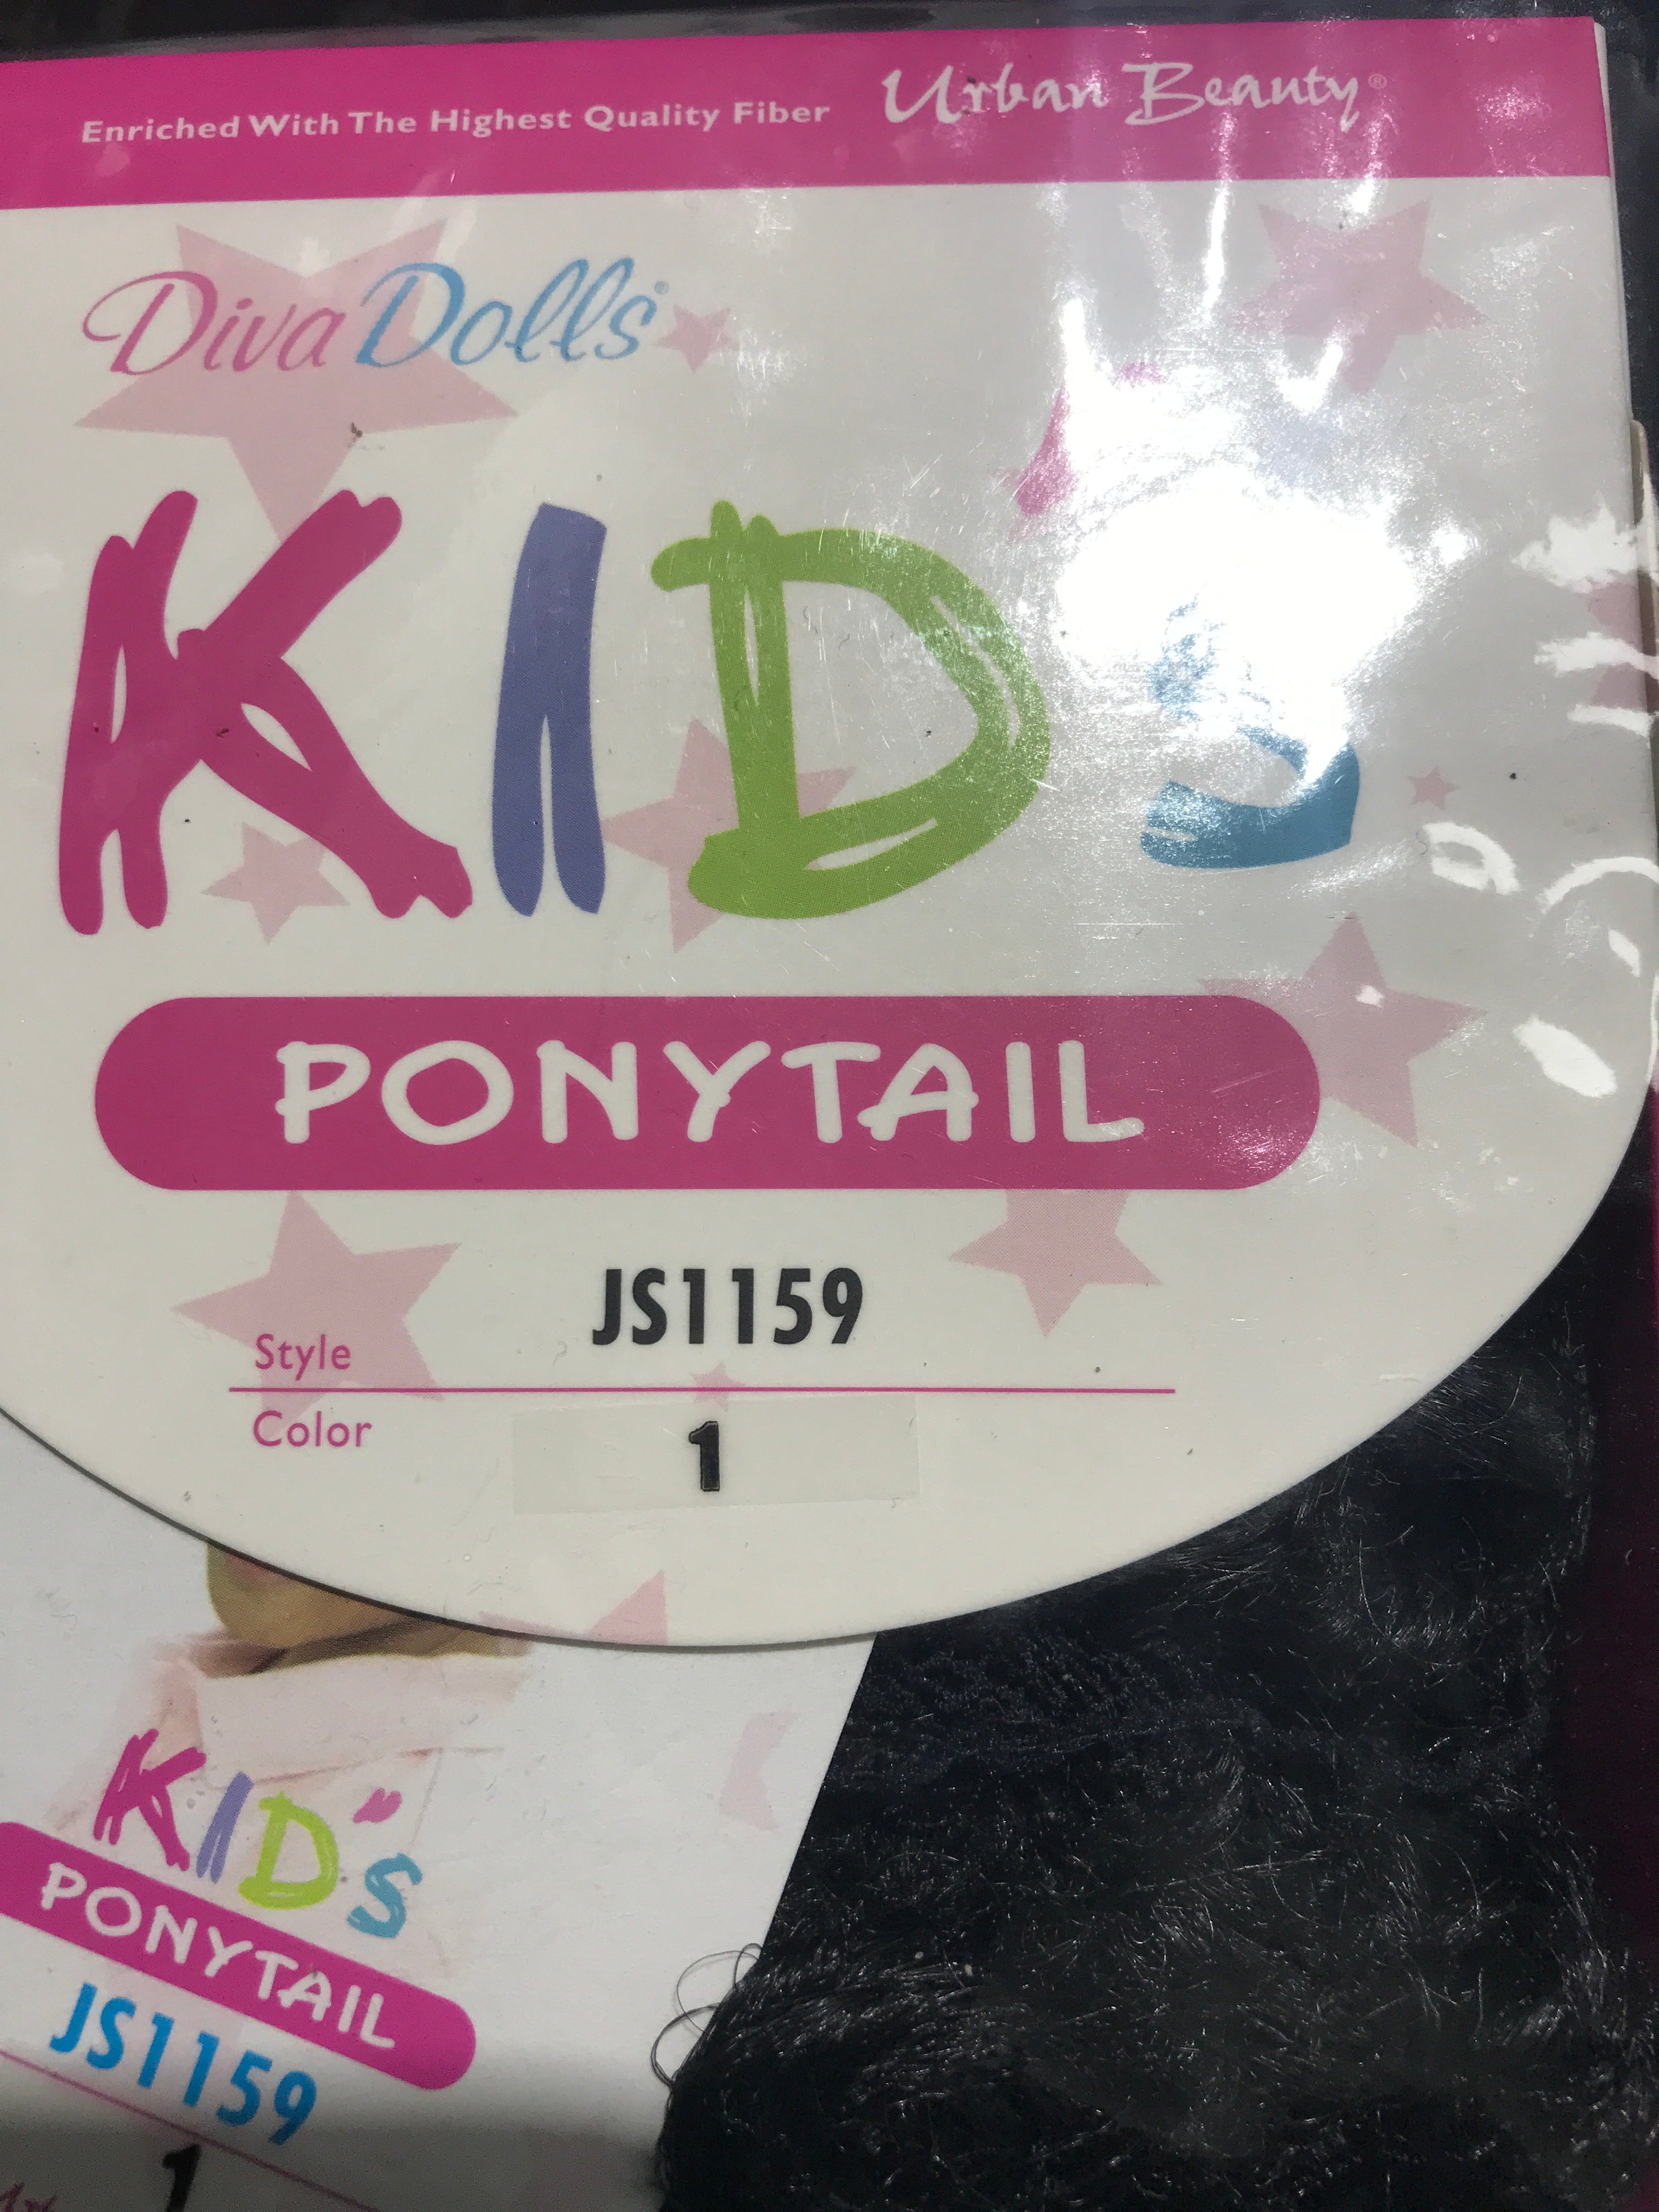 Enriched With The Highest Quality Fiber Urban Beauty®
Diva Dolls®
KID'S
PONYTAIL
JS1159
Style
Color 1
KID'S
PONYTAIL
JS1159
1